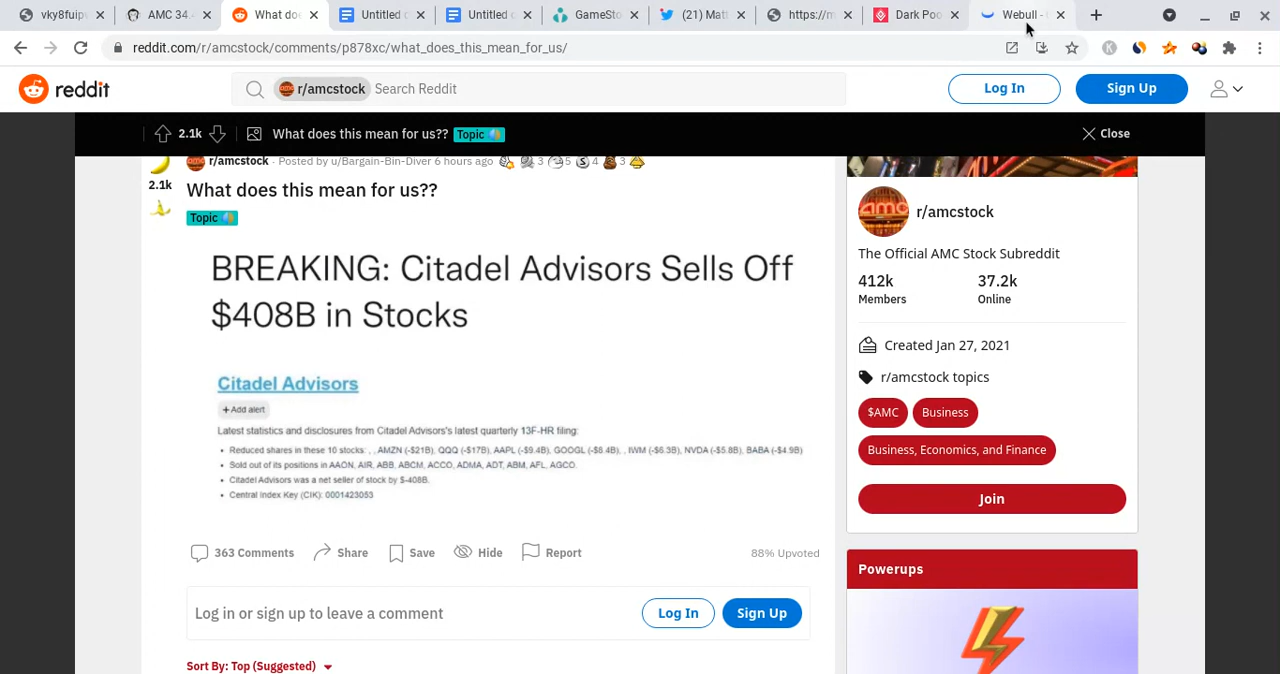 vky8fuip
AMC 34.
What do
Untitled
Untitled
GameSto
(21) Mat
https://m
Dark Poo
Webull -
reddit.com/r/amcstock/comments/p878xc/what_does_this_mean_for_us/
reddit
r/amcstock Search Reddit
Log In
Sign Up
2.1k
What does this mean for us??
Topic
Close
r/amcstock · Posted by u/Bargain-Bin-Diver 6 hours ago
3 5 4 3
2.1k
What does this mean for us??
Topic
BREAKING: Citadel Advisors Sells Off
$408B in Stocks
Citadel Advisors
+ Add alert
Latest statistics and disclosures from Citadel Advisors's latest quarterly 13F-HR filing:
• Reduced shares in these 10 stocks: , , AMZN (-$21B), QQQ (-$17B), AAPL (-$9.4B), GOOGL (-$8.4B), , IWM (-$6.3B), NVDA (-$5.8B), BABA (-$4.9B)
• Sold out of its positions in AAON, AIR, ABB, ABCM, ACCO, ADMA, ADT, ABM, AFL, AGCO.
• Citadel Advisors was a net seller of stock by $-408B.
• Central Index Key (CIK): 0001423053
363 Comments
Share
Save
Hide
Report
88% Upvoted
Log in or sign up to leave a comment
Log In
Sign Up
Sort By: Top (Suggested)
amc
r/amcstock
The Official AMC Stock Subreddit
412k
Members
37.2k
Online
Created Jan 27, 2021
r/amcstock topics
$AMC
Business
Business, Economics, and Finance
Join
Powerups